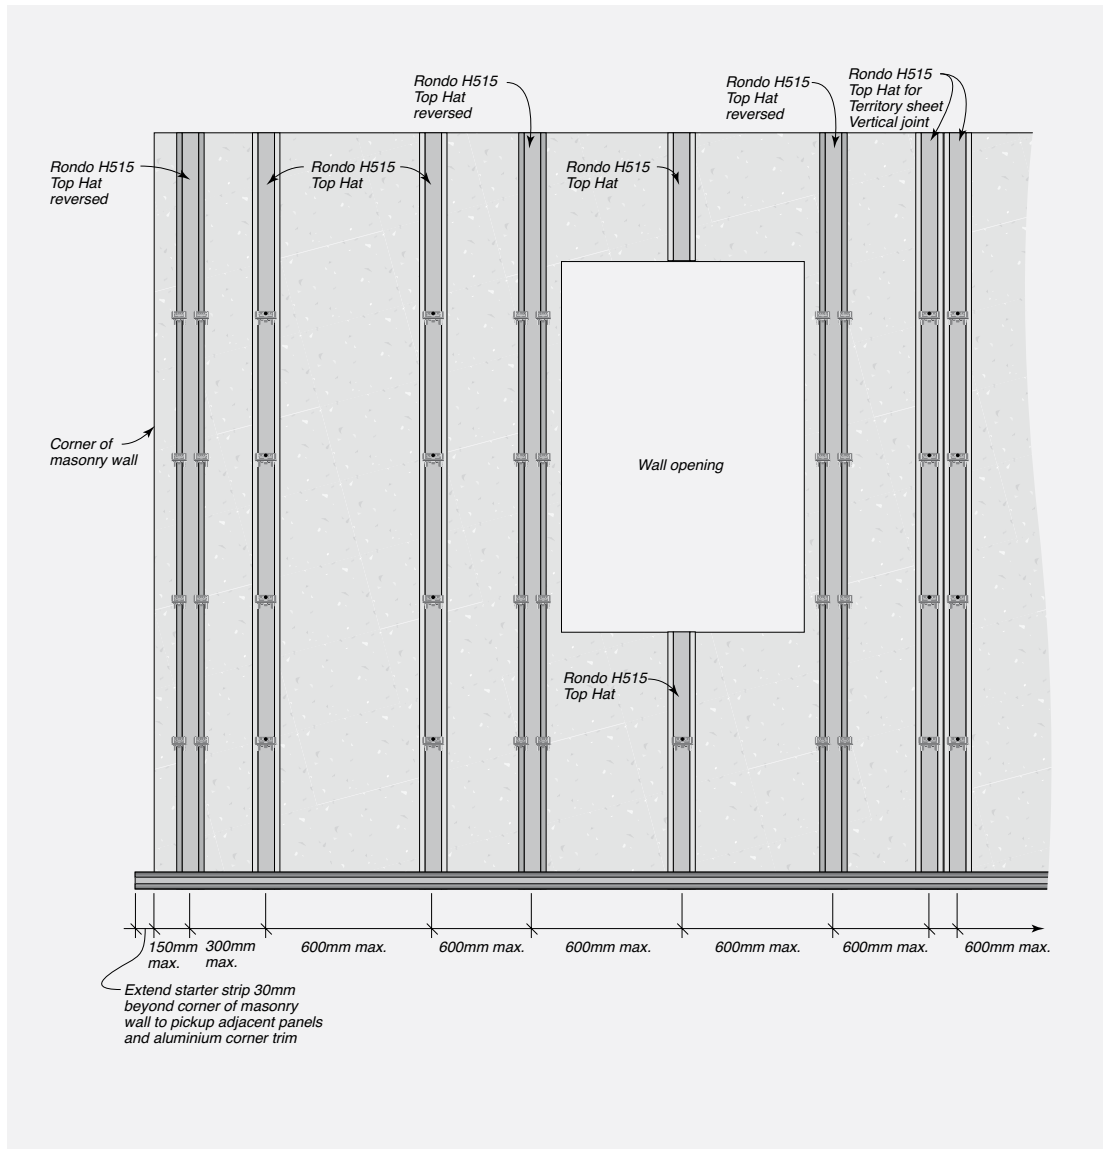 Rondo H515
Top Hat
reversed
Rondo H515
Top Hat
reversed
Rondo H515
Top Hat for
Territory sheet
Vertical joint
Rondo H515
Top Hat
reversed
Rondo H515
Top Hat
Rondo H515
Top Hat
Corner of
masonry wall
Wall opening
Rondo H515
Top Hat
150mm
max.
300mm
max.
600mm max.
600mm max.
600mm max.
600mm max.
600mm max.
600mm max.
Extend starter strip 30mm
beyond corner of masonry
wall to pickup adjacent panels
and aluminium corner trim